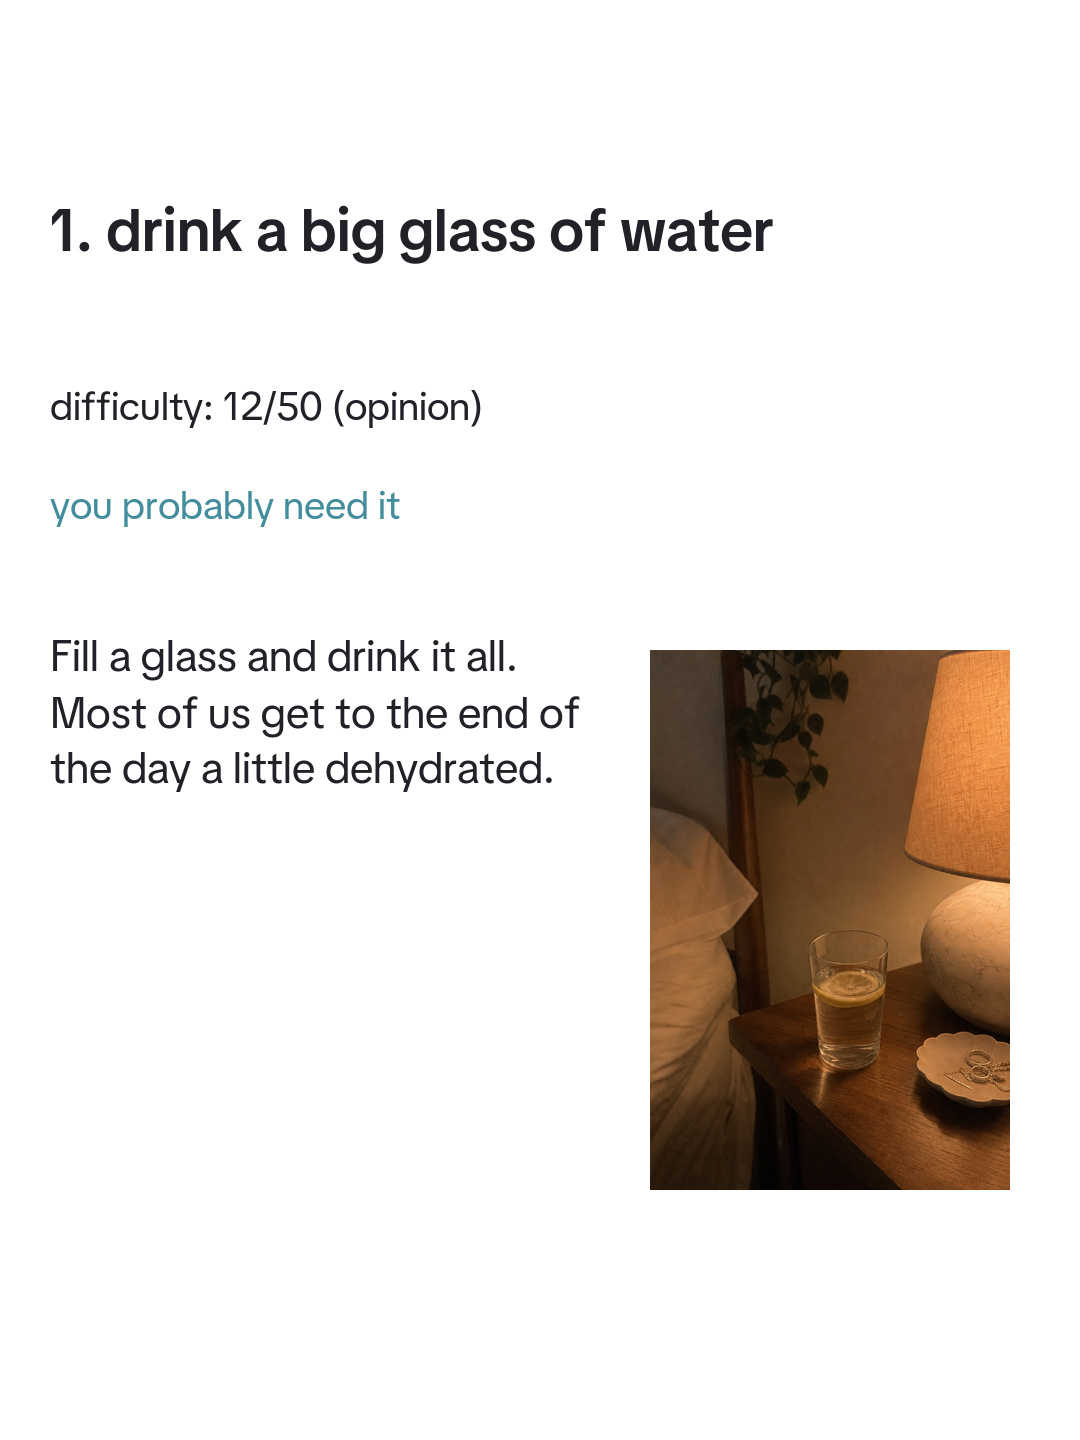 1. drink a big glass of water
difficulty: 12/50 (opinion)
you probably need it
Fill a glass and drink it all.
Most of us get to the end of
the day a little dehydrated.